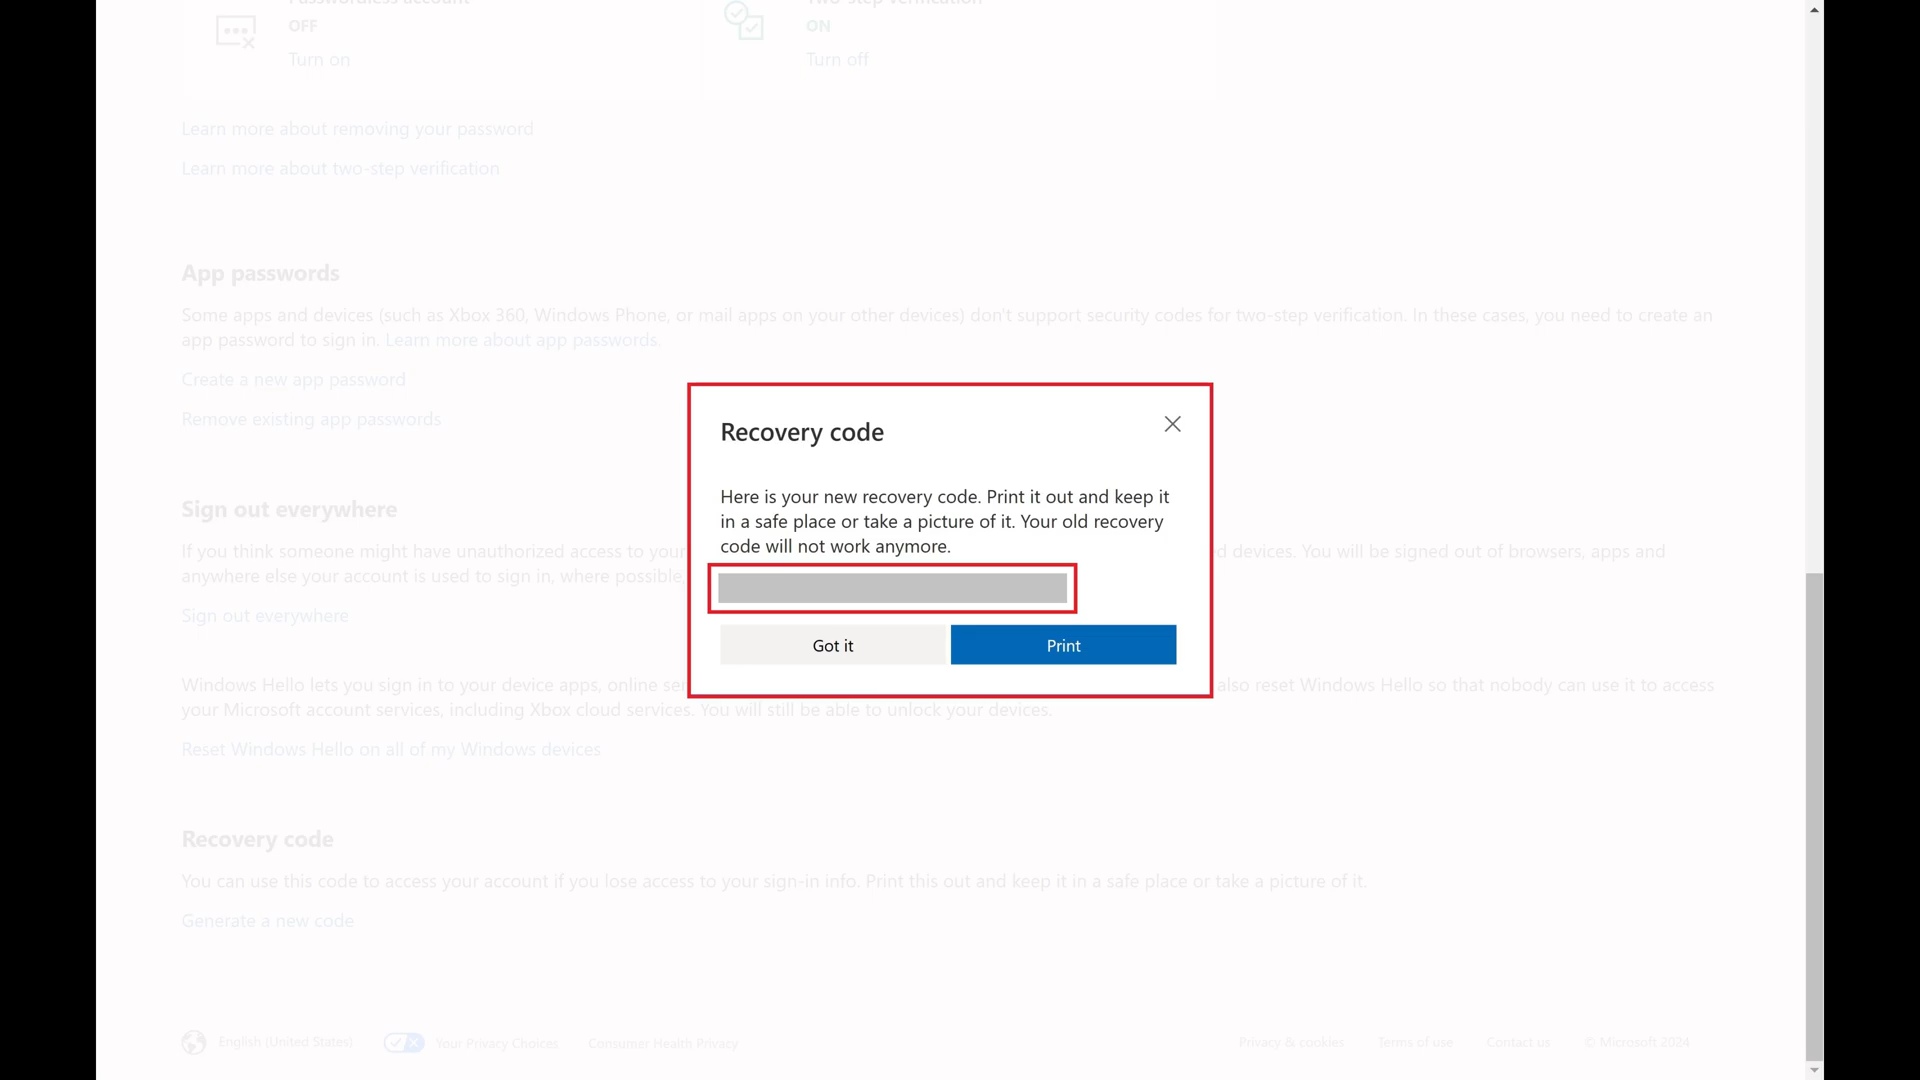 Passwordless account
Two-step verification
OFF
ON
Turn on
Turn off
Learn more about removing your password
Learn more about two-step verification
App passwords
Some apps and devices (such as Xbox 360, Windows Phone, or mail apps on your other devices) don't support security codes for two-step verification. In these cases, you need to create an
app password to sign in. Learn more about app passwords.
Create a new app password
Remove existing app passwords
Sign out everywhere
If you think someone might have unauthorized access to your
d devices. You will be signed out of browsers, apps and
anywhere else your account is used to sign in, where possible,
Sign out everywhere
Windows Hello lets you sign in to your device apps, online ser
also reset Windows Hello so that nobody can use it to access
your Microsoft account services, including Xbox cloud services. You will still be able to unlock your devices.
Reset Windows Hello on all of my Windows devices
Recovery code
Here is your new recovery code. Print it out and keep it
in a safe place or take a picture of it. Your old recovery
code will not work anymore.
Got it
Print
Recovery code
You can use this code to access your account if you lose access to your sign-in info. Print this out and keep it in a safe place or take a picture of it.
Generate a new code
English (United States)
Your Privacy Choices
Consumer Health Privacy
Privacy & cookies
Terms of use
Contact us
© Microsoft 2024